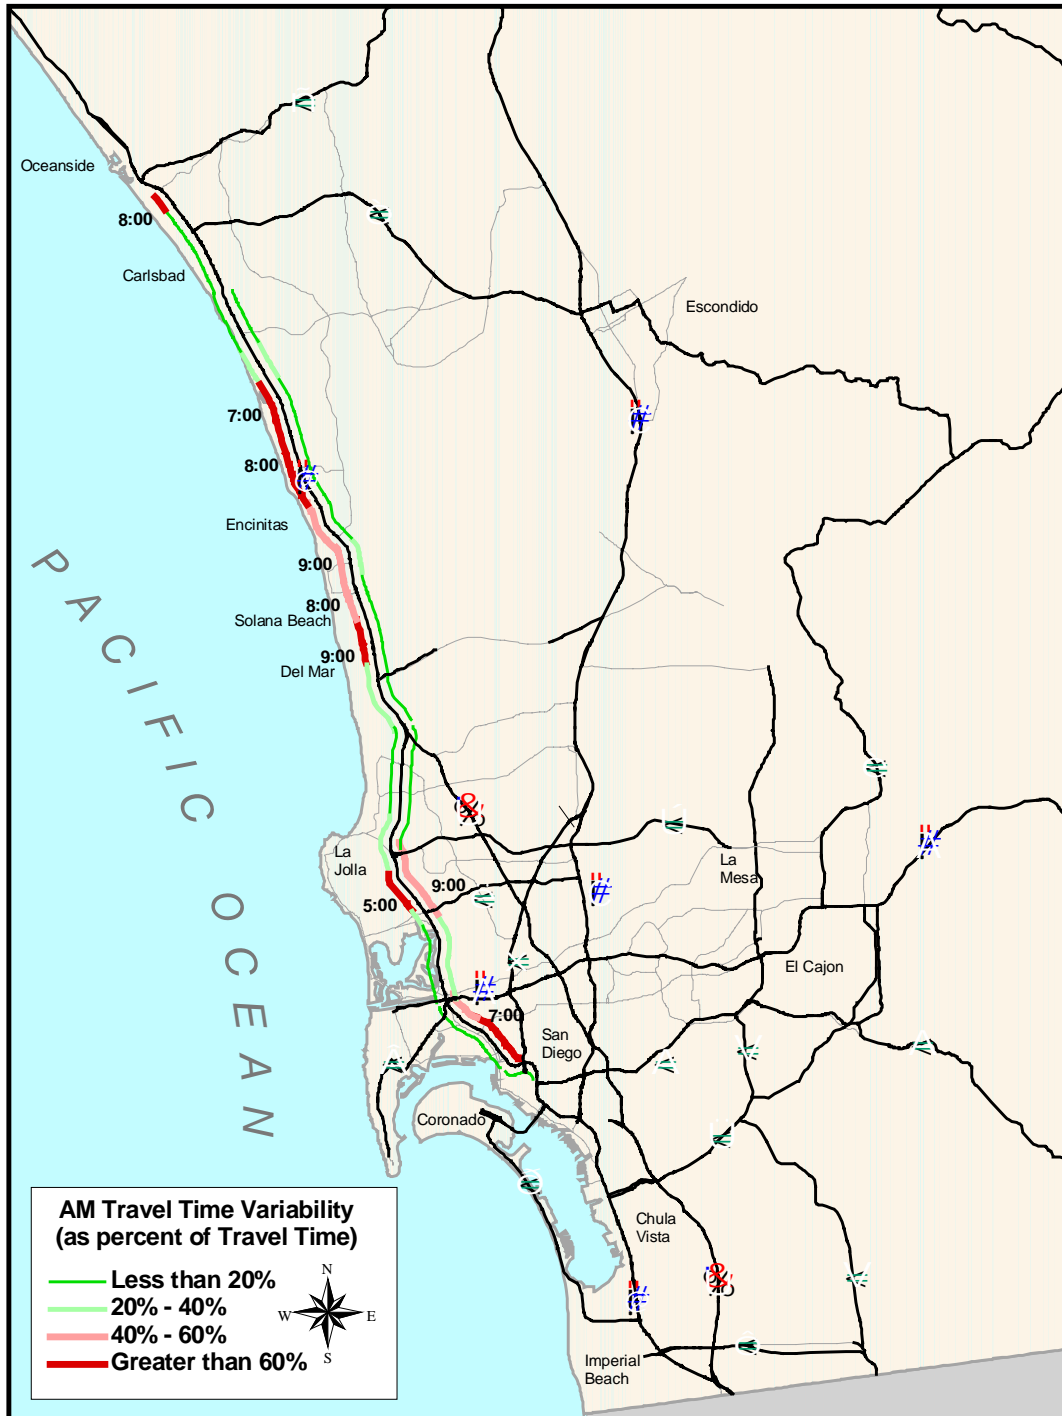 Oceanside
8:00
Carlsbad
Escondido
7:00
8:00
Encinitas
9:00
8:00
Solana Beach
9:00
Del Mar
PACIFIC OCEAN
La
Jolla
9:00
5:00
La
Mesa
El Cajon
7:00
San
Diego
Coronado
Chula
Vista
Imperial
Beach
AM Travel Time Variability
(as percent of Travel Time)
Less than 20%
20% - 40%
40% - 60%
Greater than 60%
N
W
E
S